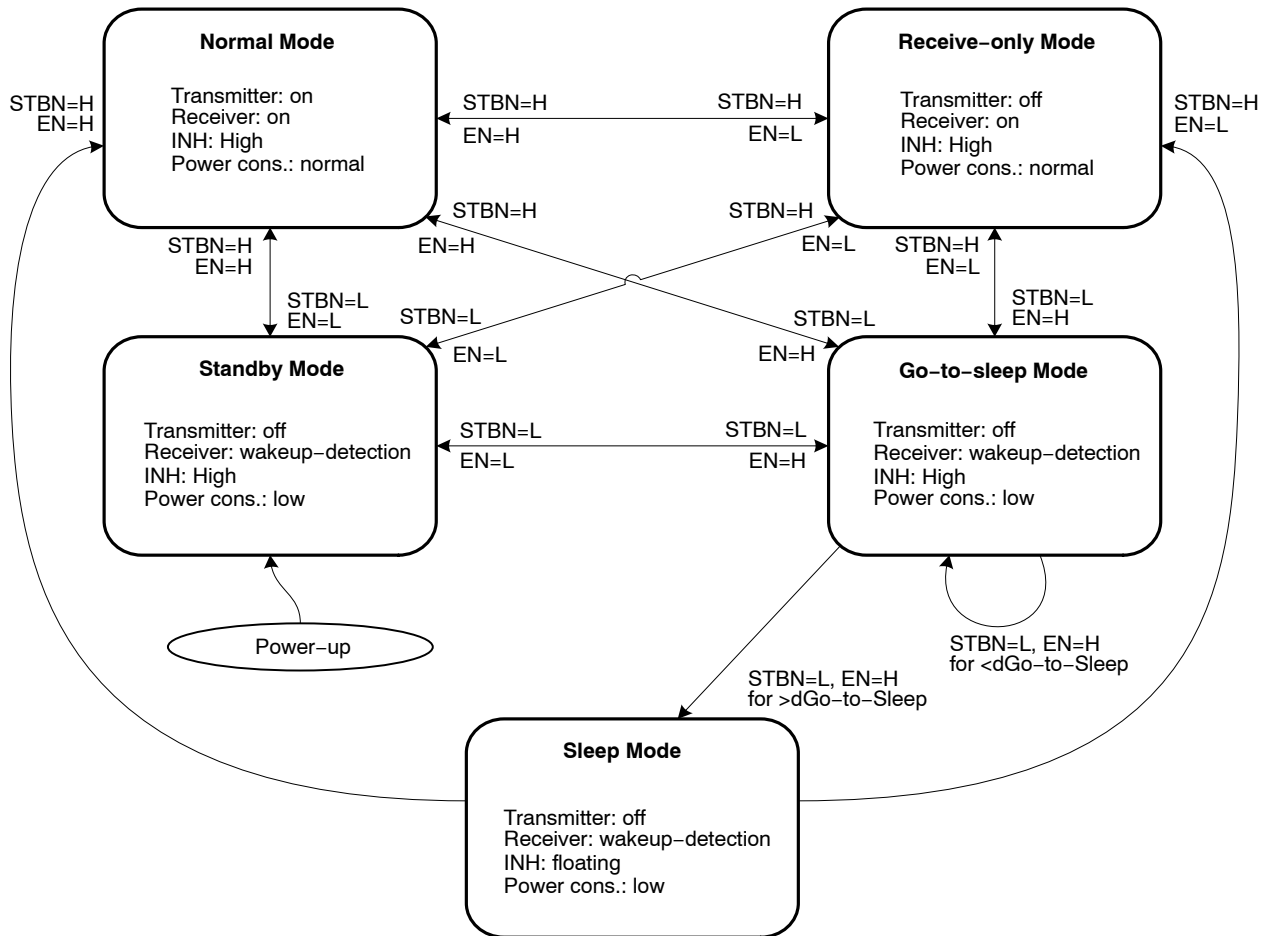 Normal Mode
Transmitter: on
Receiver: on
INH: High
Power cons.: normal
Receive−only Mode
Transmitter: off
Receiver: on
INH: High
Power cons.: normal
STBN=H
EN=H
STBN=H
EN=H
STBN=H
EN=L
STBN=H
EN=L
STBN=H
EN=H
STBN=H
EN=L
STBN=H
EN=H
STBN=H
EN=L
STBN=L
EN=L
STBN=L
EN=L
STBN=L
EN=H
STBN=L
EN=H
Standby Mode
Transmitter: off
Receiver: wakeup−detection
INH: High
Power cons.: low
STBN=L
EN=L
STBN=L
EN=H
Go−to−sleep Mode
Transmitter: off
Receiver: wakeup−detection
INH: High
Power cons.: low
Power−up
STBN=L, EN=H
for <dGo−to−Sleep
STBN=L, EN=H
for >dGo−to−Sleep
Sleep Mode
Transmitter: off
Receiver: wakeup−detection
INH: floating
Power cons.: low